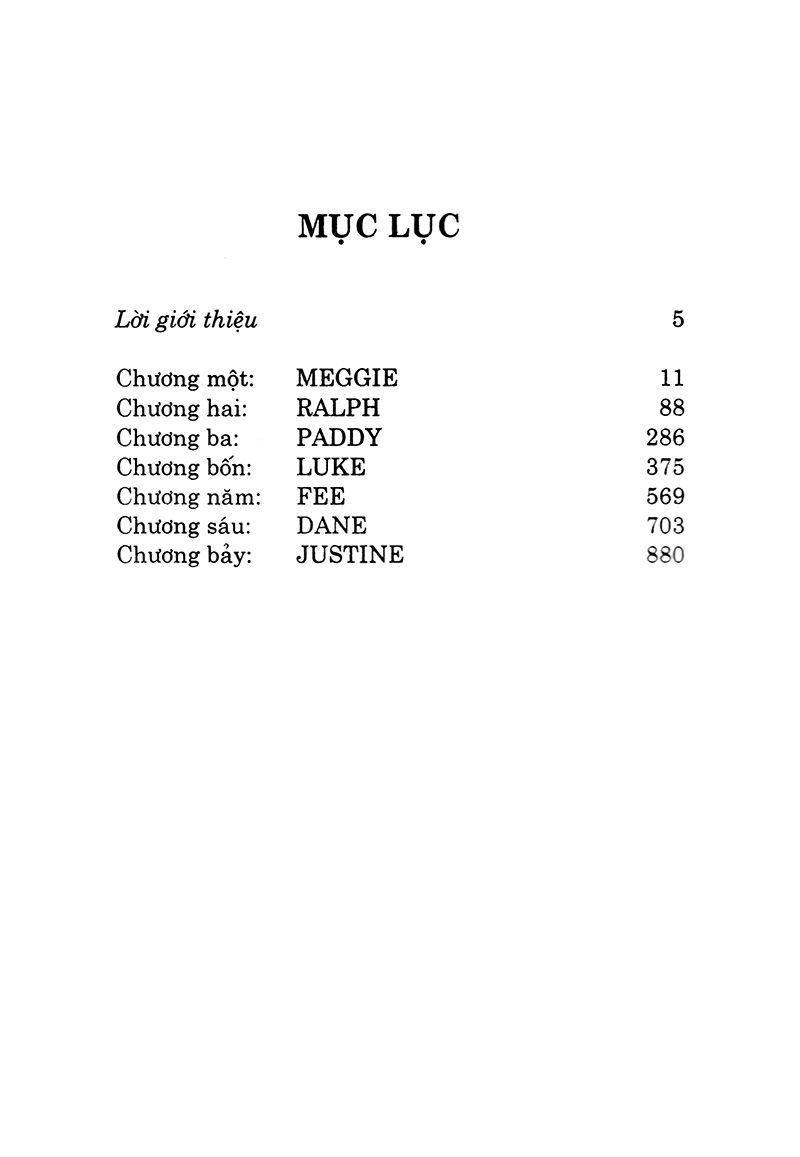 MỤC LỤC
Lời giới thiệu 5
Chương một: MEGGIE 11
Chương hai: RALPH 88
Chương ba: PADDY 286
Chương bốn: LUKE 375
Chương năm: FEE 569
Chương sáu: DANE 703
Chương bảy: JUSTINE 880